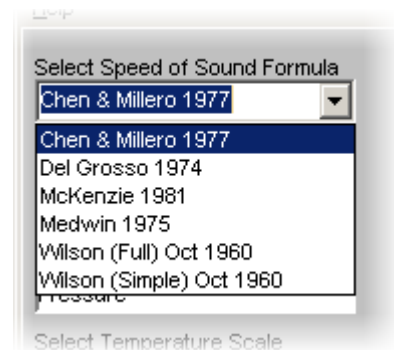 Help
Select Speed of Sound Formula
Chen & Millero 1977
Chen & Millero 1977
Del Grosso 1974
McKenzie 1981
Medwin 1975
Wilson (Full) Oct 1960
Wilson (Simple) Oct 1960
Pressure
Select Temperature Scale